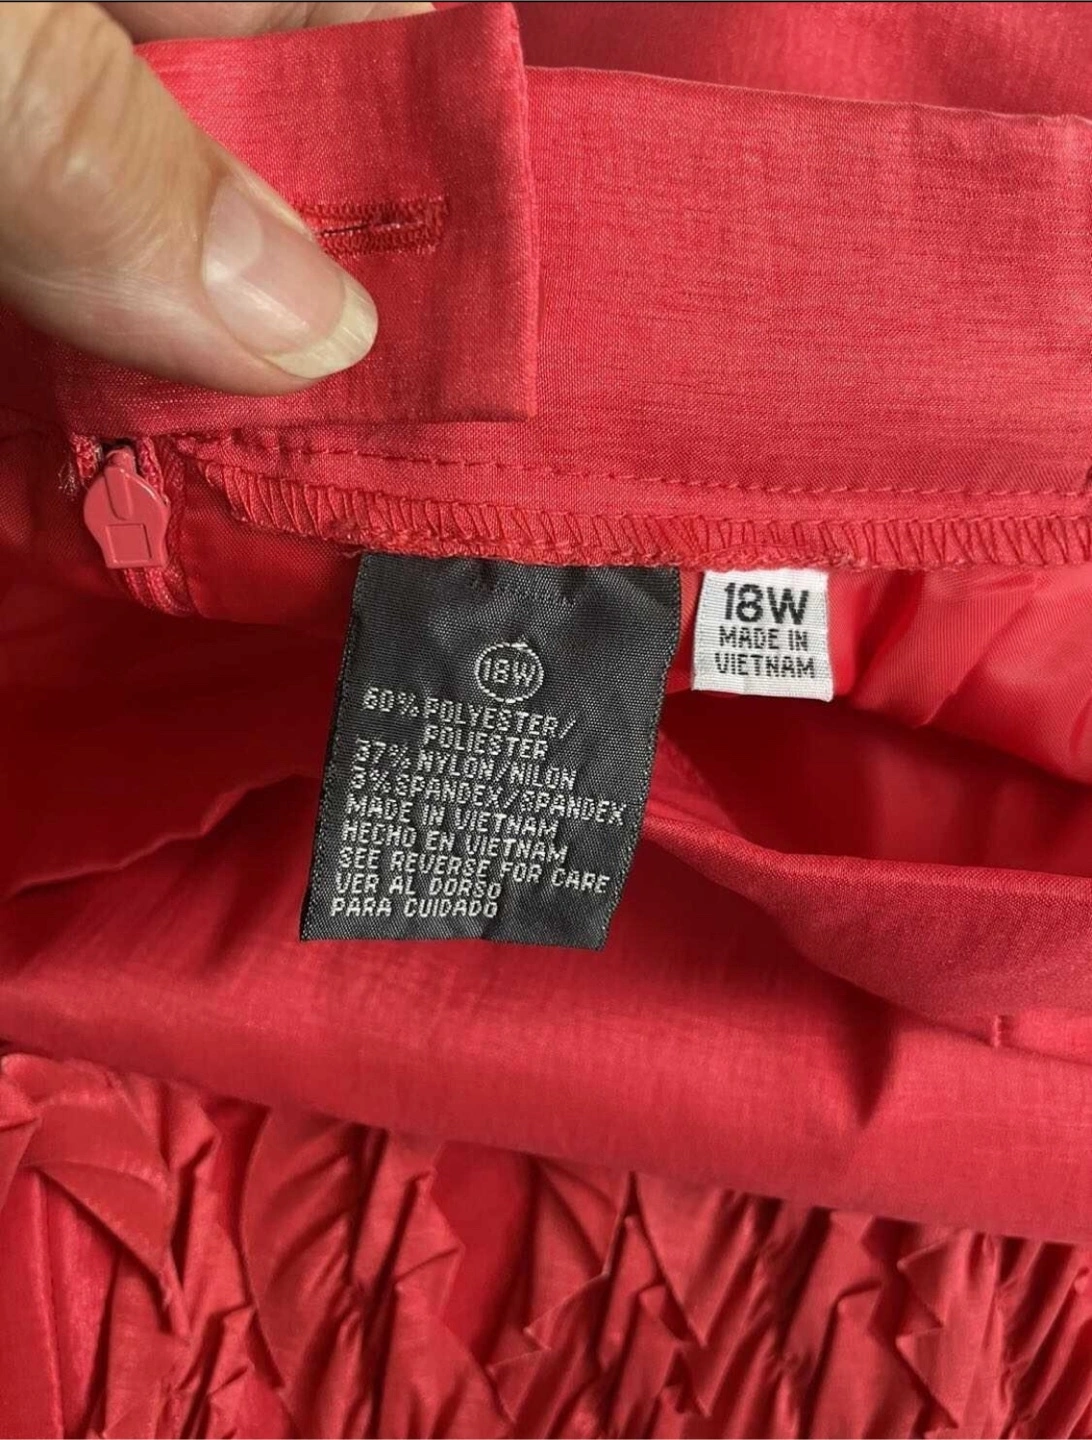 18W
60% POLYESTER/
POLIESTER
37% NYLON/NILON
3% SPANDEX/SPANDEX
MADE IN VIETNAM
HECHO EN VIETNAM
SEE REVERSE FOR CARE
VER AL DORSO
PARA CUIDADO
18W
MADE IN
VIETNAM